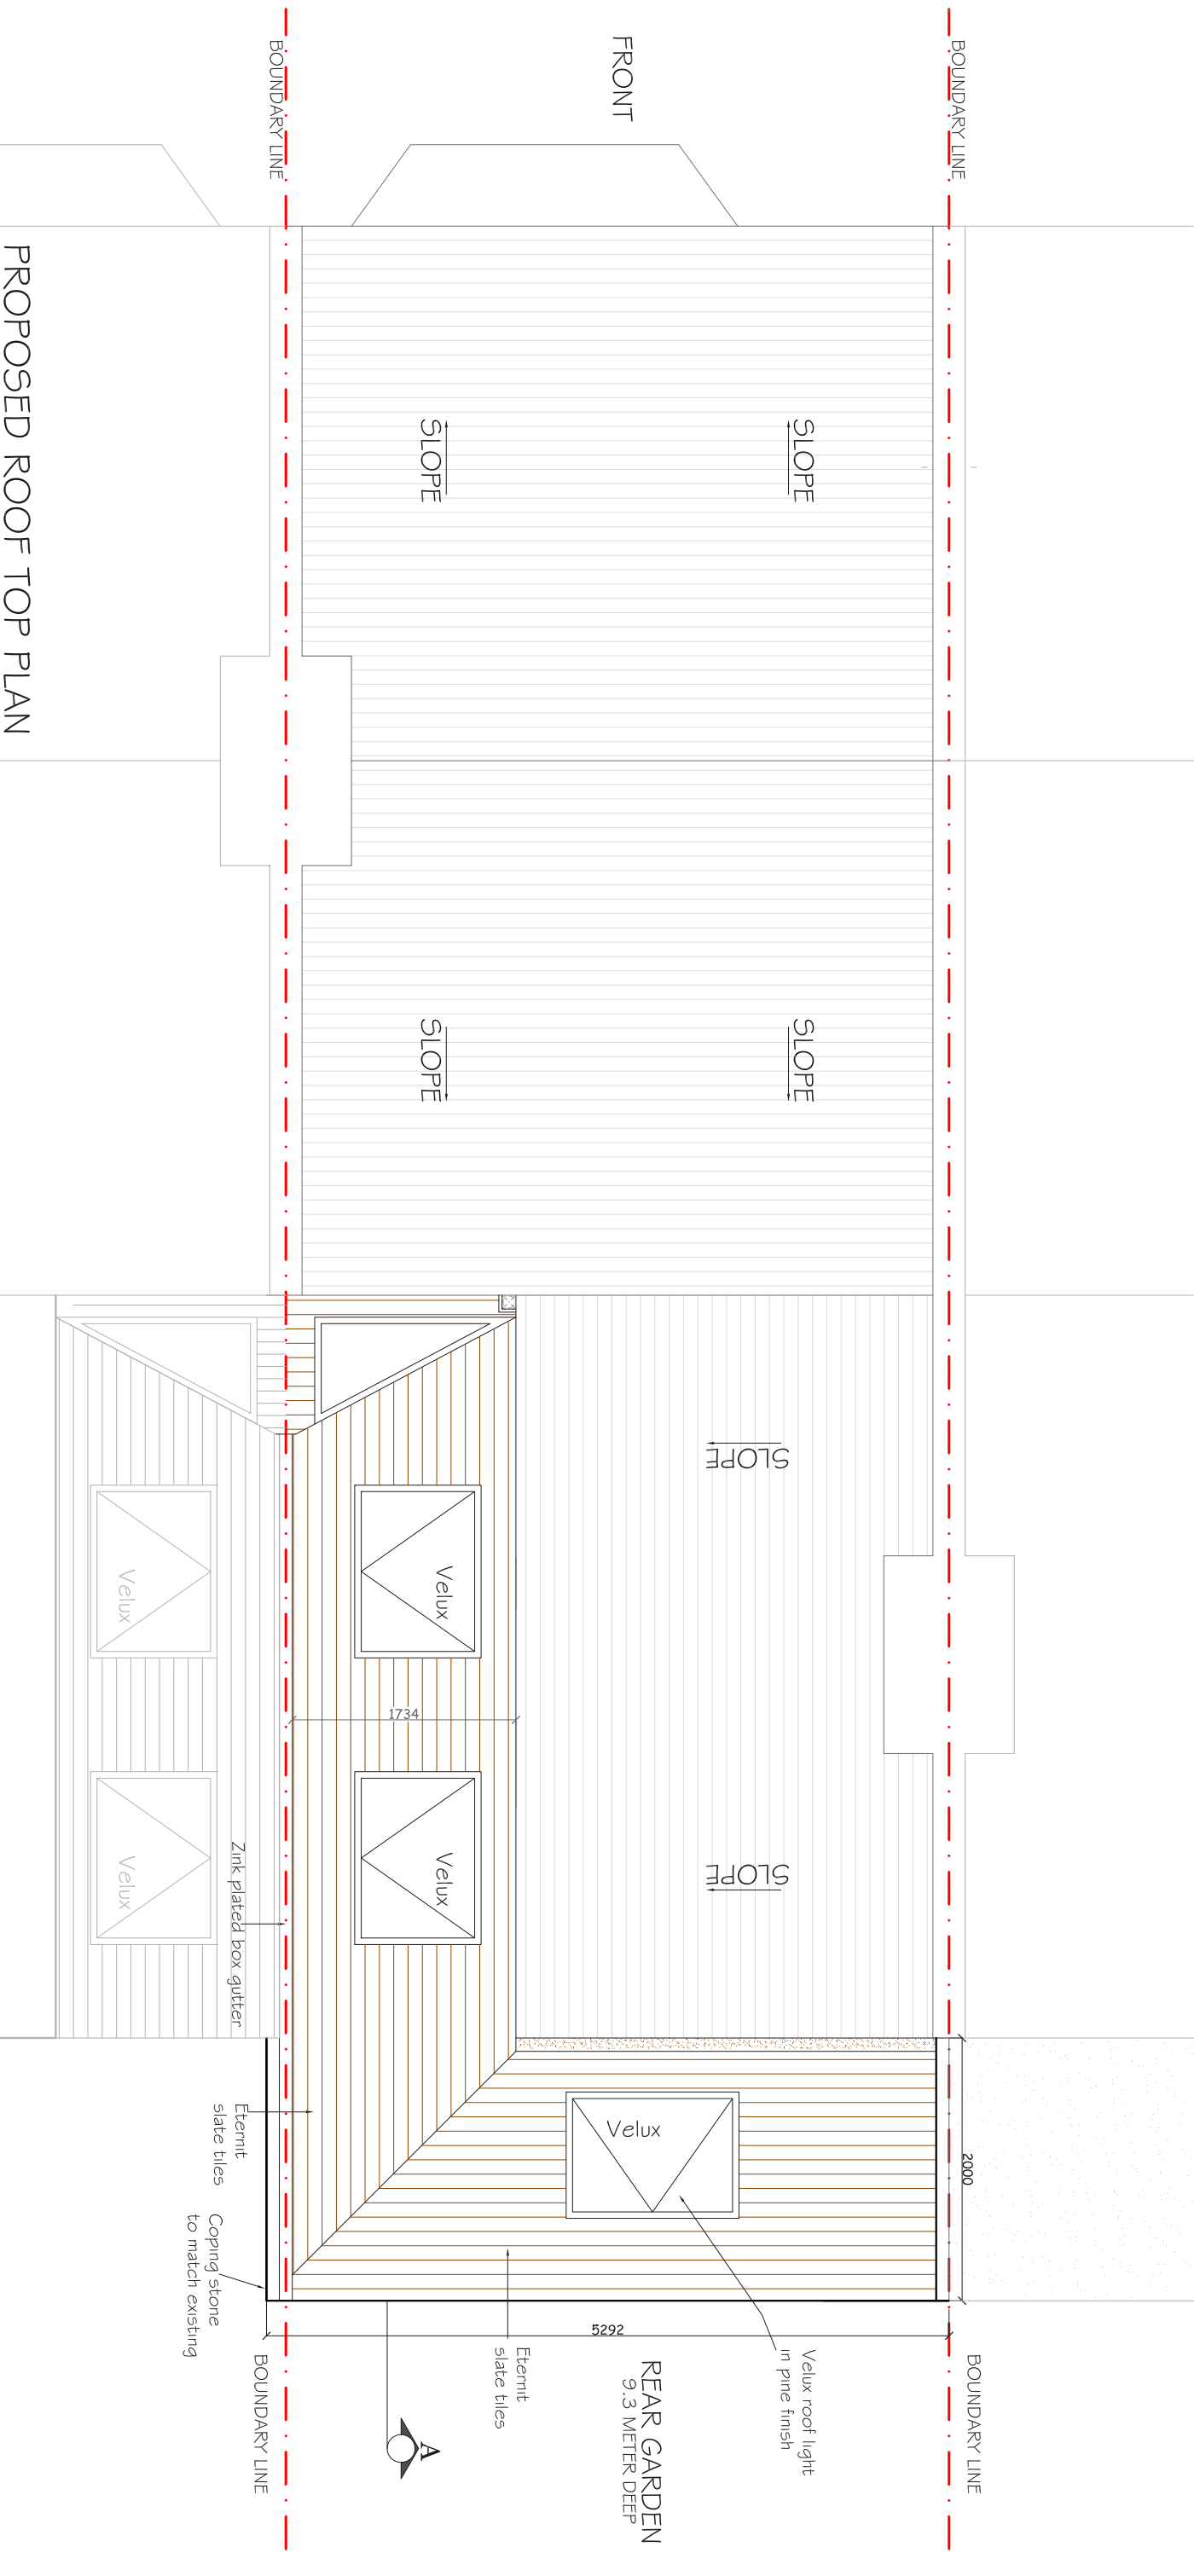 BOUNDARY LINE
FRONT
BOUNDARY LINE
PROPOSED ROOF TOP PLAN
SLOPE
SLOPE
SLOPE
SLOPE
SLOPE
SLOPE
Velux
Velux
Velux
Velux
1734
Zink plated box gutter
Velux
2000
Eternit
slate tiles
Coping stone
to match existing
5292
Velux roof light
in pine finish
Eternit
slate tiles
REAR GARDEN
9.3 METER DEEP
BOUNDARY LINE
BOUNDARY LINE
A